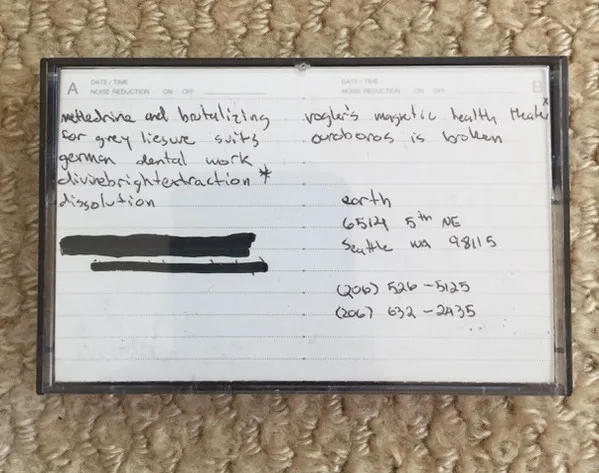 A DATE / TIME
NOISE REDUCTION ON OFF
methedrine and brutalizing
for grey liesure suits
german dental work
divinebrightextraction *
dissolution
DATE / TIME B
NOISE REDUCTION ON OFF
vogler's magnetic health theater *
ouroboros is broken
earth
5th NE
Seattle WA 98115
(206) 526-5125
(206) 632-2435